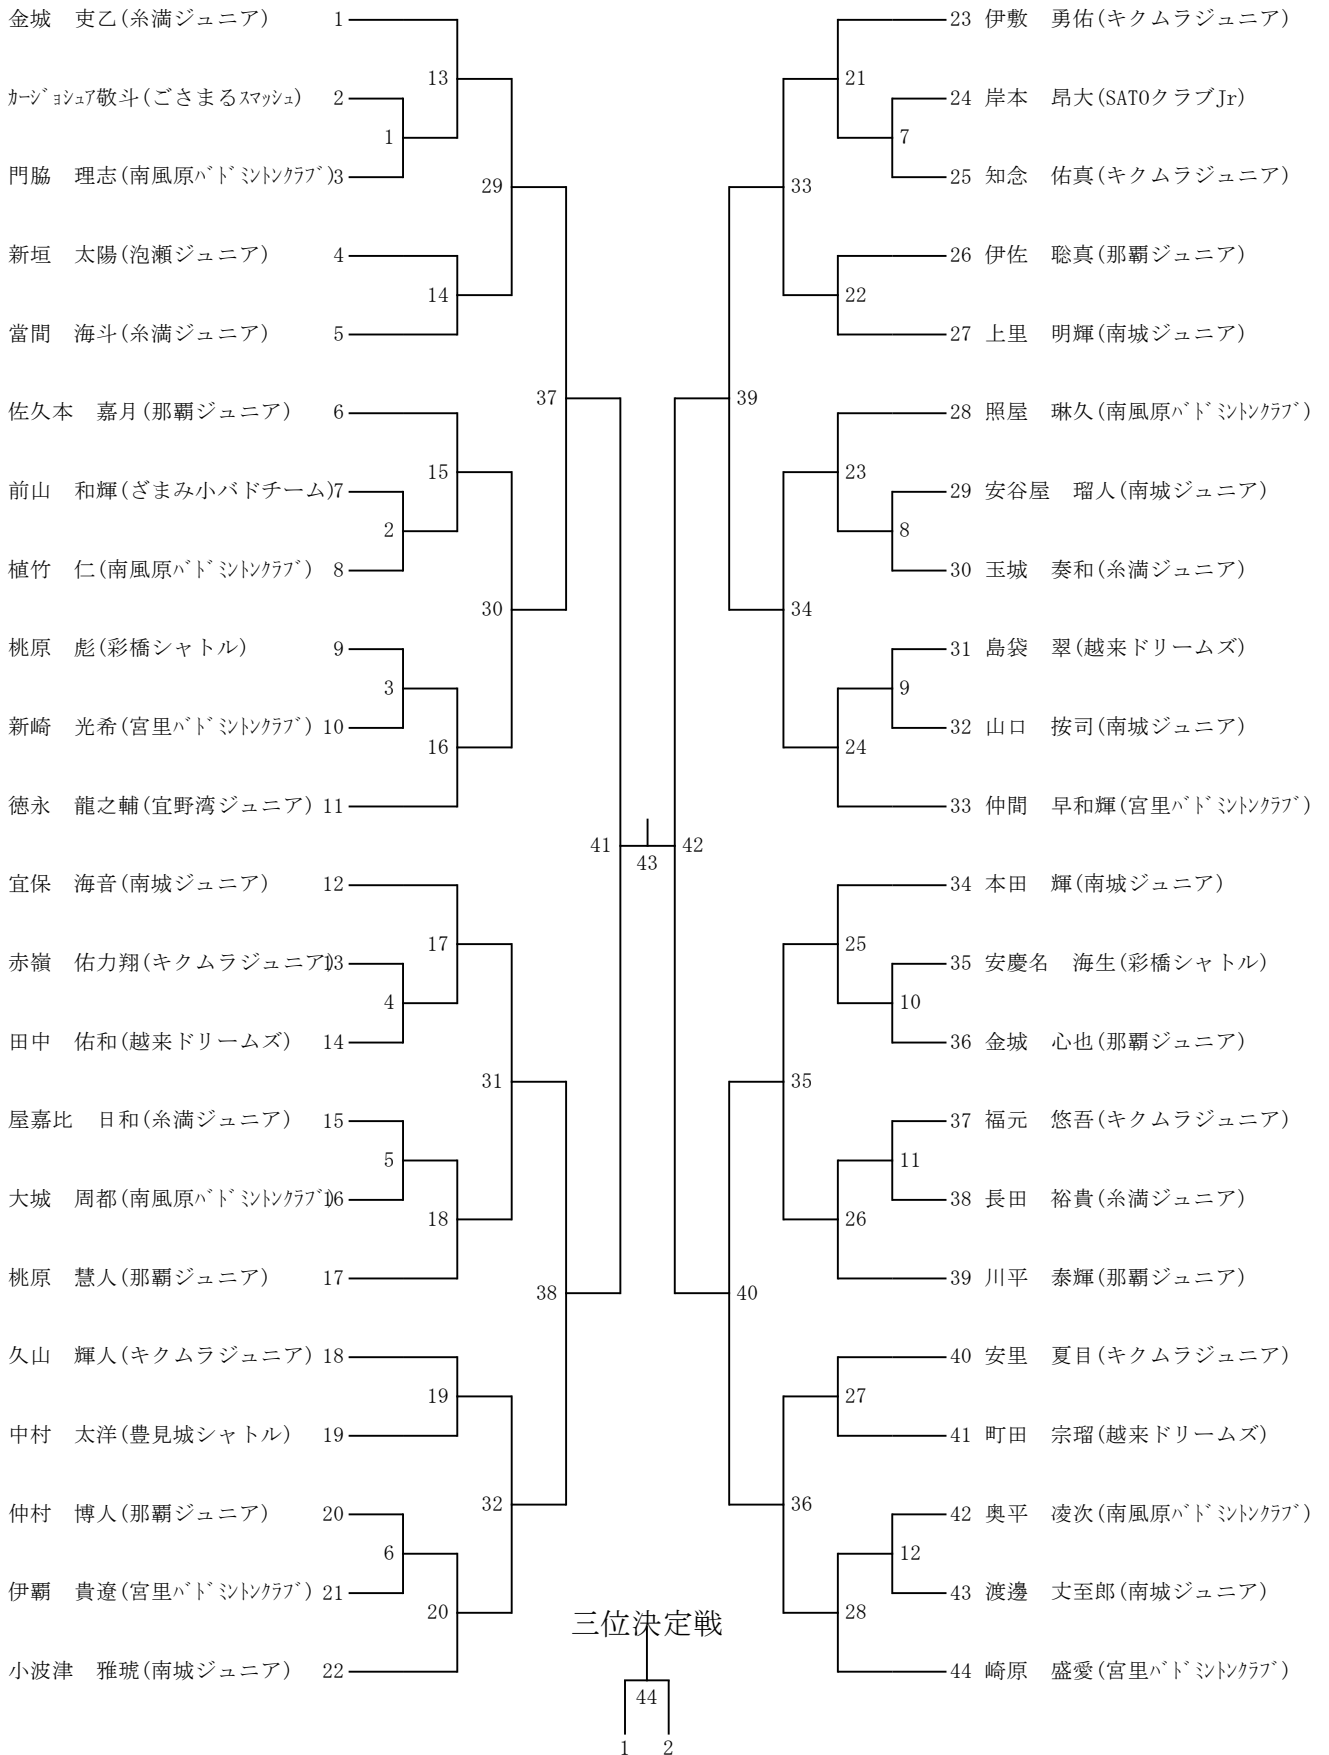 金城　吏乙(糸満ジュニア) 1
ｶｰｼﾞｮｼｭｱ敬斗(ごさまるｽﾏｯｼｭ) 2
門脇　理志(南風原ﾊﾞﾄﾞﾐﾝﾄﾝｸﾗﾌﾞ) 3
新垣　太陽(泡瀬ジュニア) 4
當間　海斗(糸満ジュニア) 5
佐久本　嘉月(那覇ジュニア) 6
前山　和輝(ざまみ小バドチーム) 7
植竹　仁(南風原ﾊﾞﾄﾞﾐﾝﾄﾝｸﾗﾌﾞ) 8
桃原　彪(彩橋シャトル) 9
新崎　光希(宮里ﾊﾞﾄﾞﾐﾝﾄﾝｸﾗﾌﾞ) 10
徳永　龍之輔(宜野湾ジュニア) 11
宜保　海音(南城ジュニア) 12
赤嶺　佑力翔(キクムラジュニア) 13
田中　佑和(越来ドリームズ) 14
屋嘉比　日和(糸満ジュニア) 15
大城　周都(南風原ﾊﾞﾄﾞﾐﾝﾄﾝｸﾗﾌﾞ) 16
桃原　慧人(那覇ジュニア) 17
久山　輝人(キクムラジュニア) 18
中村　太洋(豊見城シャトル) 19
仲村　博人(那覇ジュニア) 20
伊覇　貴遼(宮里ﾊﾞﾄﾞﾐﾝﾄﾝｸﾗﾌﾞ) 21
小波津　雅琥(南城ジュニア) 22
1
2
3
4
5
6
13
14
15
16
17
18
19
20
29
30
31
32
37
38
41
43
42
39
40
33
34
35
36
21
22
23
24
25
26
27
28
7
8
9
10
11
12
23 伊敷　勇佑(キクムラジュニア)
24 岸本　昂大(SATOクラブJr)
25 知念　佑真(キクムラジュニア)
26 伊佐　聡真(那覇ジュニア)
27 上里　明輝(南城ジュニア)
28 照屋　琳久(南風原ﾊﾞﾄﾞﾐﾝﾄﾝｸﾗﾌﾞ)
29 安谷屋　瑠人(南城ジュニア)
30 玉城　奏和(糸満ジュニア)
31 島袋　翠(越来ドリームズ)
32 山口　按司(南城ジュニア)
33 仲間　早和輝(宮里ﾊﾞﾄﾞﾐﾝﾄﾝｸﾗﾌﾞ)
34 本田　輝(南城ジュニア)
35 安慶名　海生(彩橋シャトル)
36 金城　心也(那覇ジュニア)
37 福元　悠吾(キクムラジュニア)
38 長田　裕貴(糸満ジュニア)
39 川平　泰輝(那覇ジュニア)
40 安里　夏目(キクムラジュニア)
41 町田　宗瑠(越来ドリームズ)
42 奥平　凌次(南風原ﾊﾞﾄﾞﾐﾝﾄﾝｸﾗﾌﾞ)
43 渡邊　丈至郎(南城ジュニア)
44 崎原　盛愛(宮里ﾊﾞﾄﾞﾐﾝﾄﾝｸﾗﾌﾞ)
三位決定戦
44
1 2